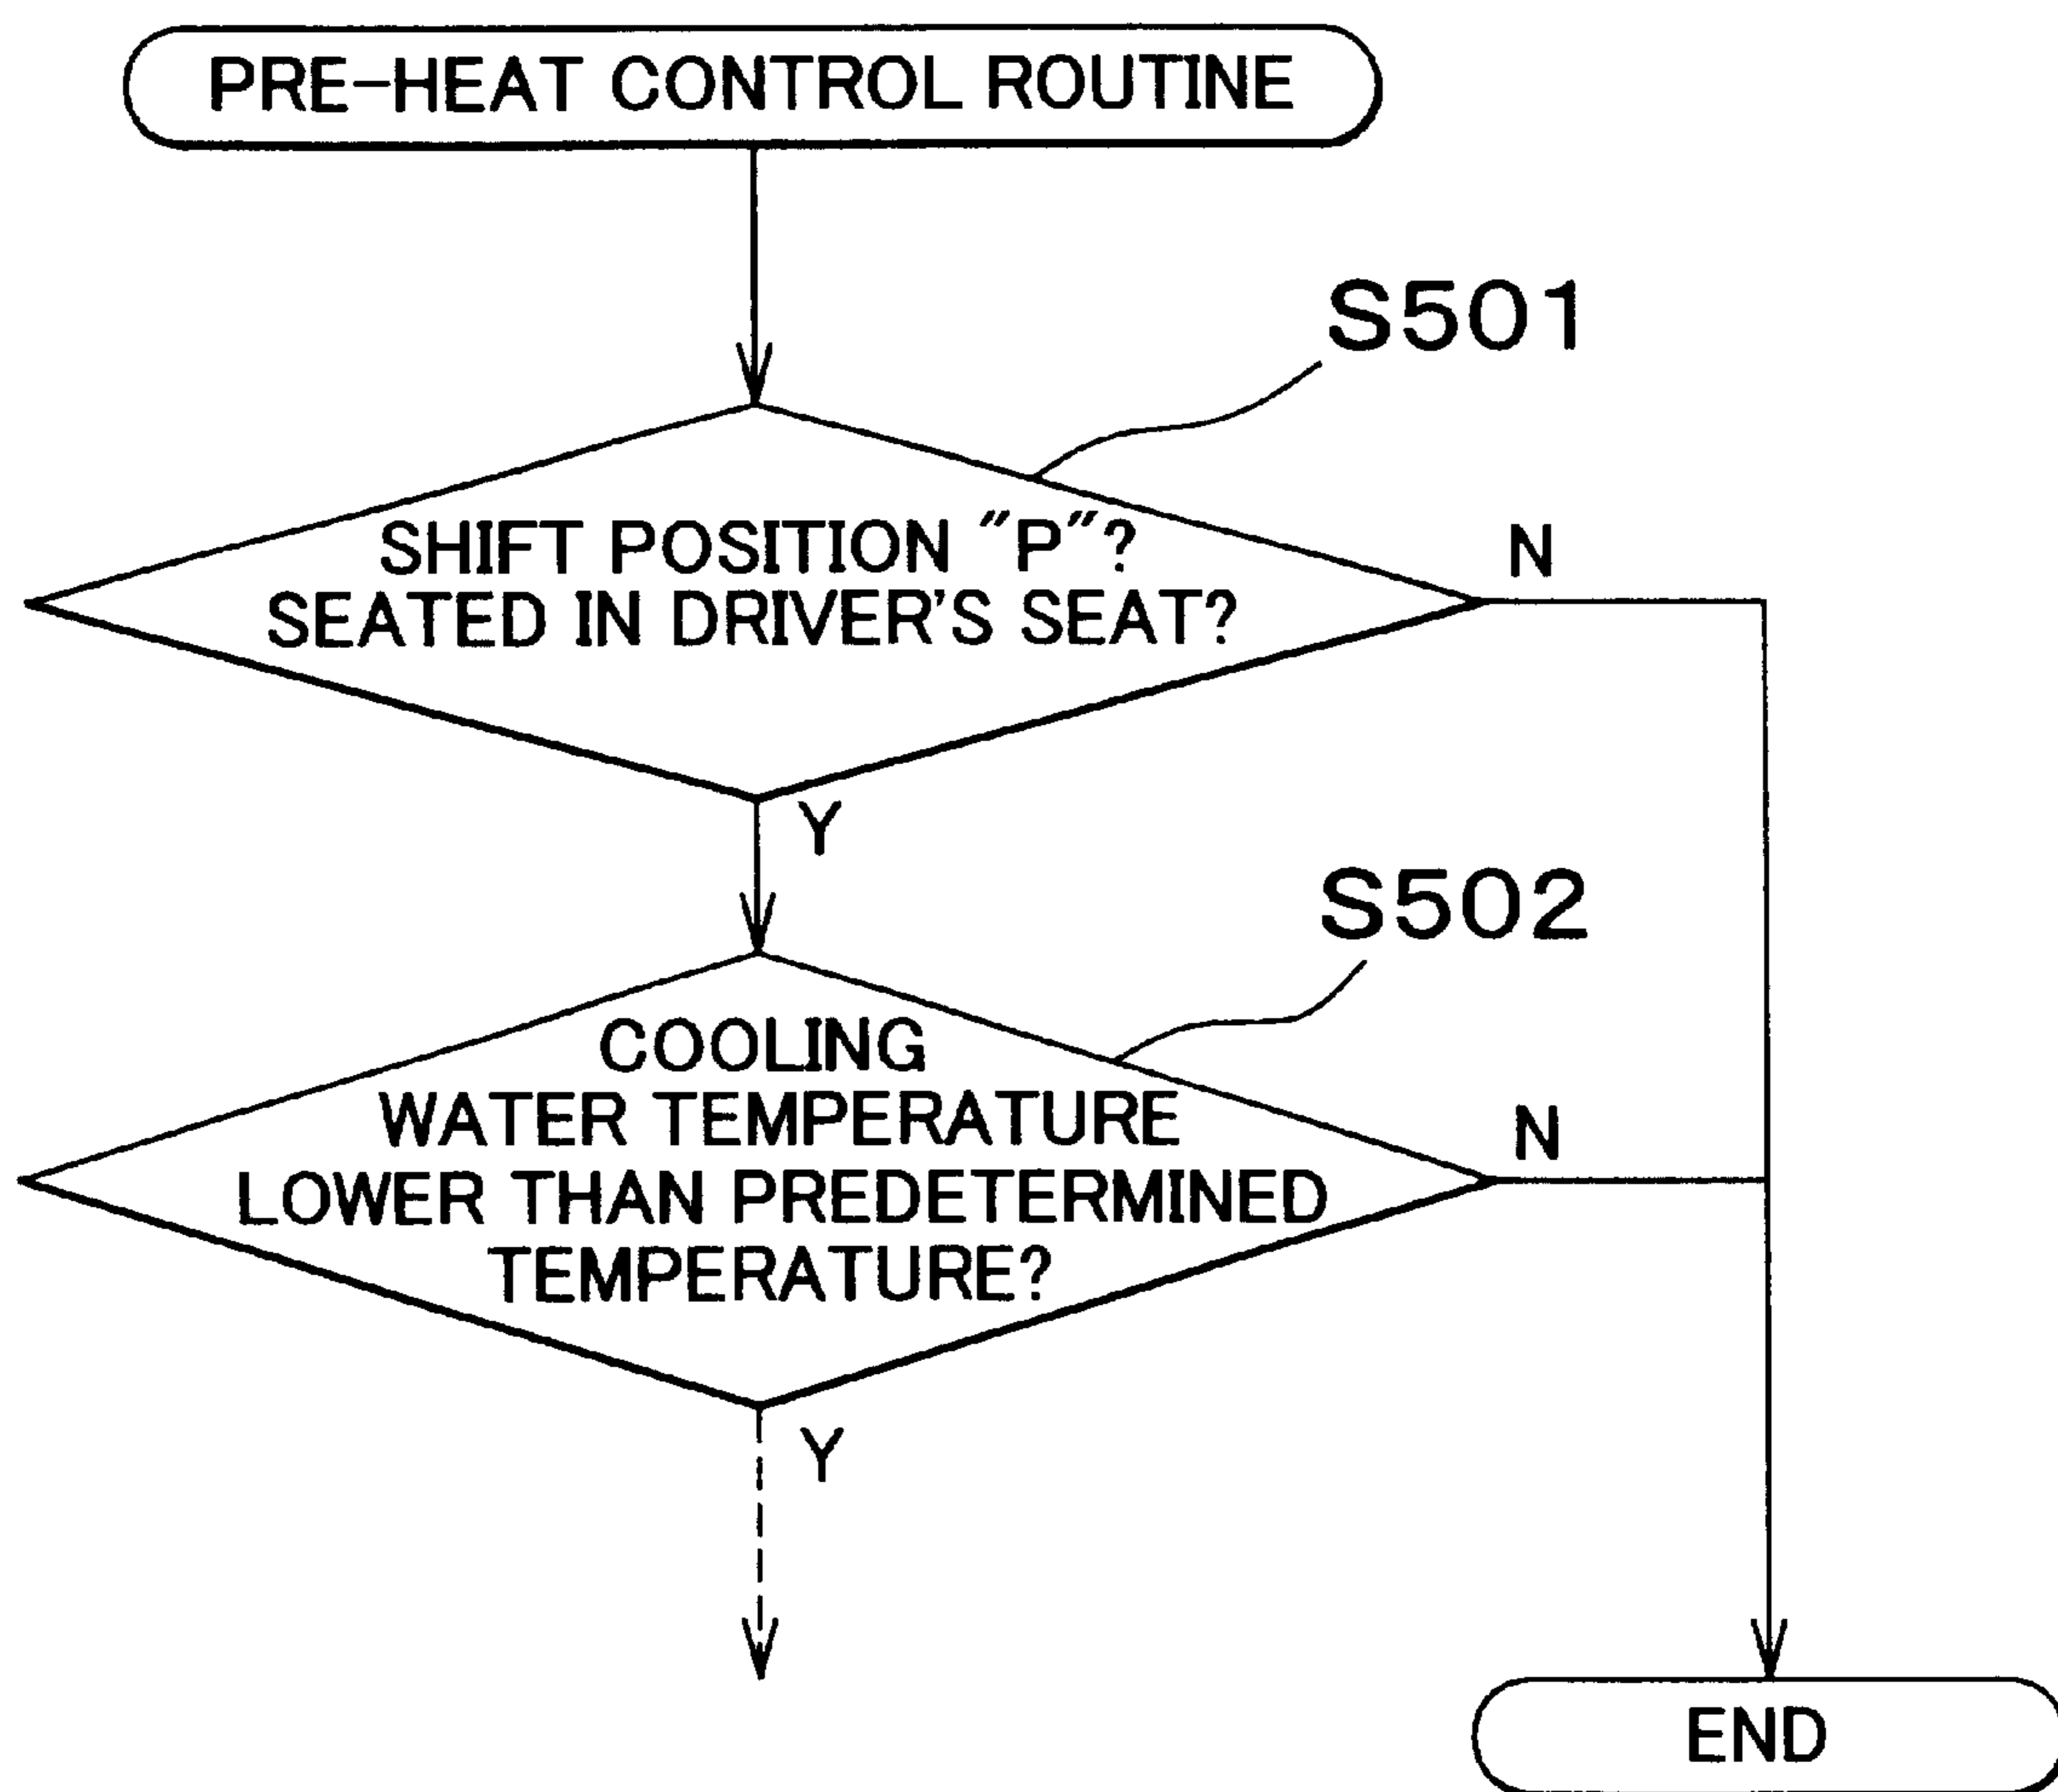 PRE-HEAT CONTROL ROUTINE
S501
SHIFT POSITION "P"?
SEATED IN DRIVER'S SEAT?
N
Y
S502
COOLING
WATER TEMPERATURE
LOWER THAN PREDETERMINED
TEMPERATURE?
N
Y
END